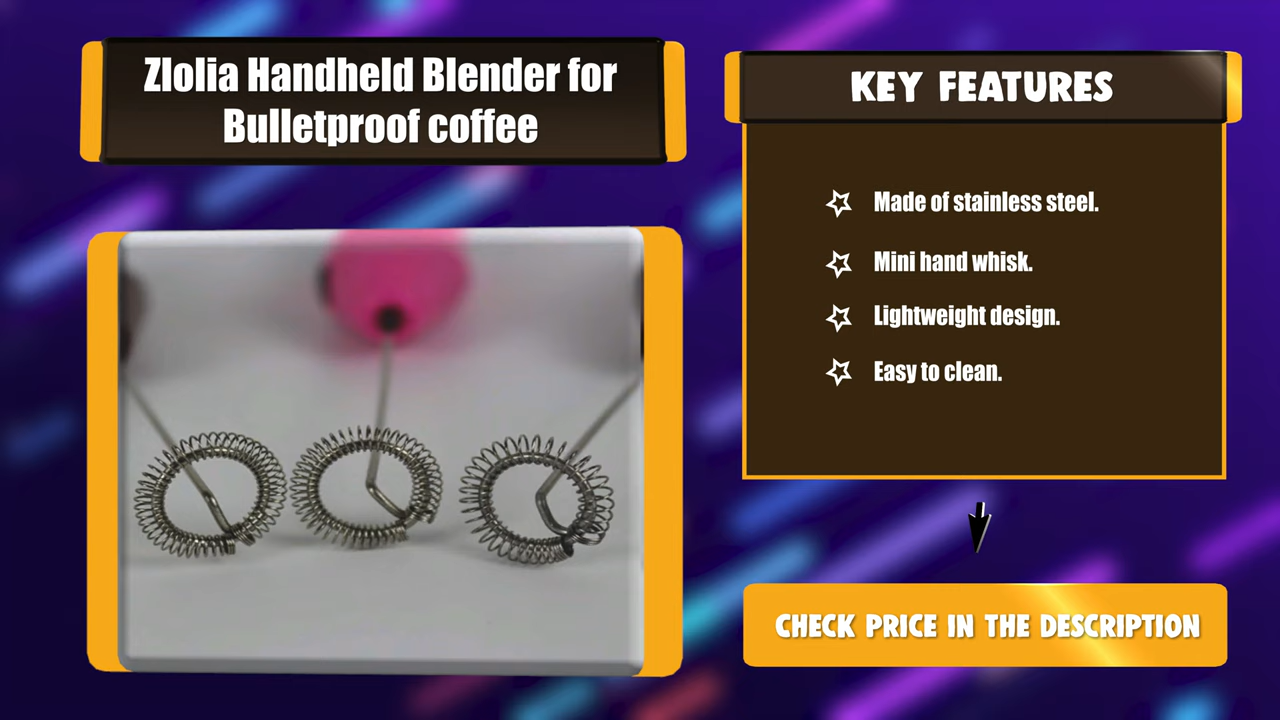 Zlolia Handheld Blender for
Bulletproof coffee
KEY FEATURES
Made of stainless steel.
Mini hand whisk.
Lightweight design.
Easy to clean.
CHECK PRICE IN THE DESCRIPTION